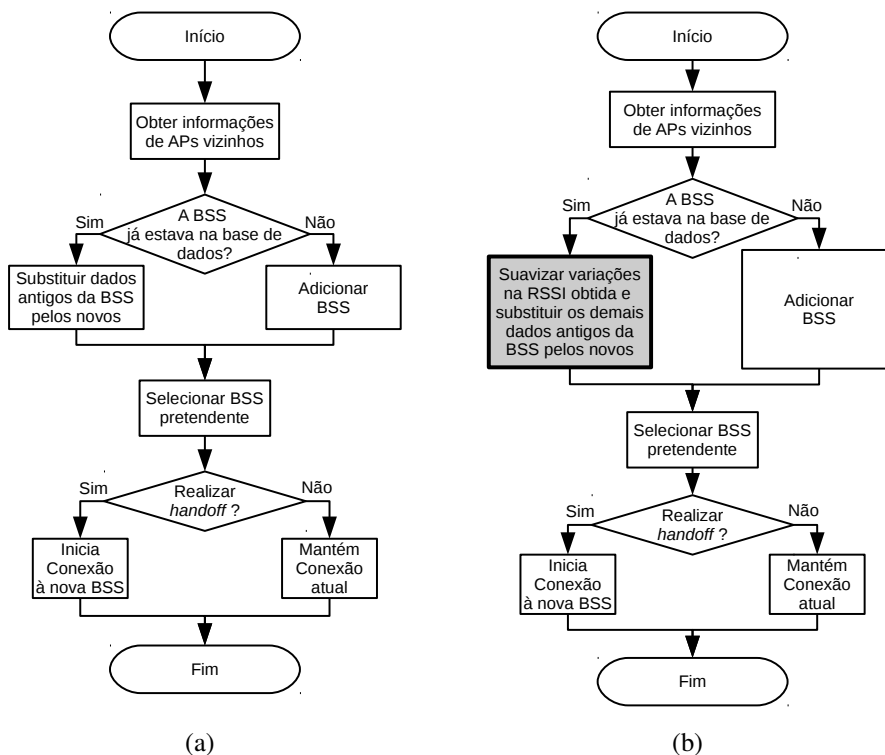 Início
Obter informações
de APs vizinhos
A BSS
já estava na base de
dados?
Sim
Não
Substituir dados
antigos da BSS
pelos novos
Adicionar
BSS
Selecionar BSS
pretendente
Realizar
handoff ?
Sim
Não
Inicia
Conexão
à nova BSS
Mantém
Conexão
atual
Fim
(a)
Início
Obter informações
de APs vizinhos
A BSS
já estava na base de
dados?
Sim
Não
Suavizar variações
na RSSI obtida e
substituir os demais
dados antigos da
BSS pelos novos
Adicionar
BSS
Selecionar BSS
pretendente
Realizar
handoff ?
Sim
Não
Inicia
Conexão
à nova BSS
Mantém
Conexão
atual
Fim
(b)